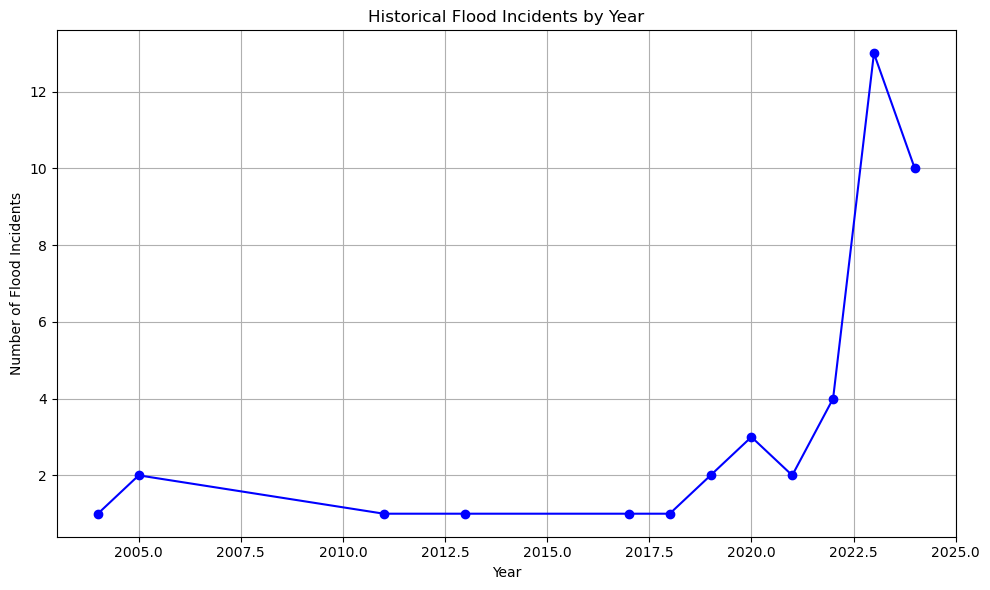 Historical Flood Incidents by Year
Number of Flood Incidents
12
10
8
6
4
2
2005.0 2007.5 2010.0 2012.5 2015.0 2017.5 2020.0 2022.5 2025.0
Year